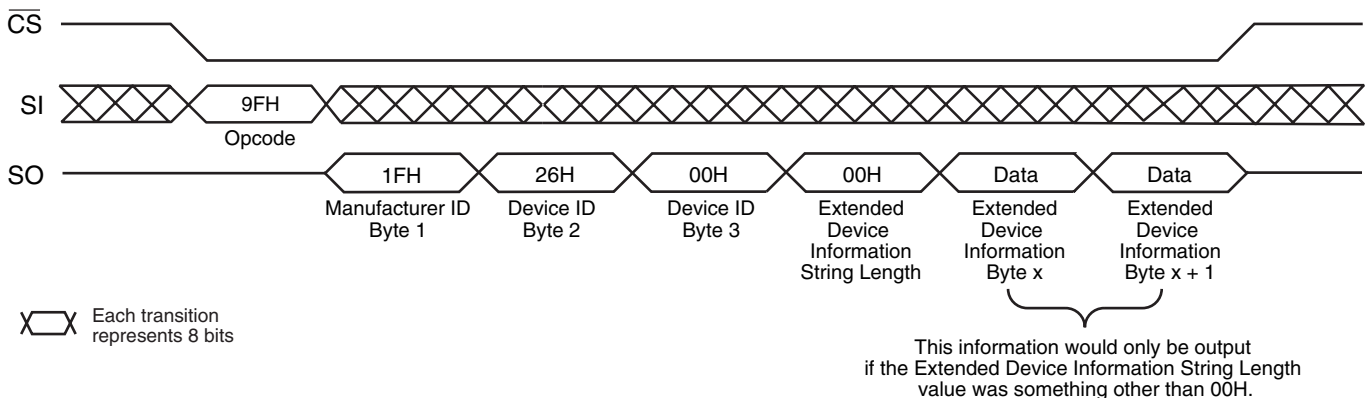 CS
SI
9FH
Opcode
SO
1FH
26H
00H
00H
Data
Data
Manufacturer ID
Byte 1
Device ID
Byte 2
Device ID
Byte 3
Extended
Device
Information
String Length
Extended
Device
Information
Byte x
Extended
Device
Information
Byte x + 1
Each transition
represents 8 bits
This information would only be output
if the Extended Device Information String Length
value was something other than 00H.